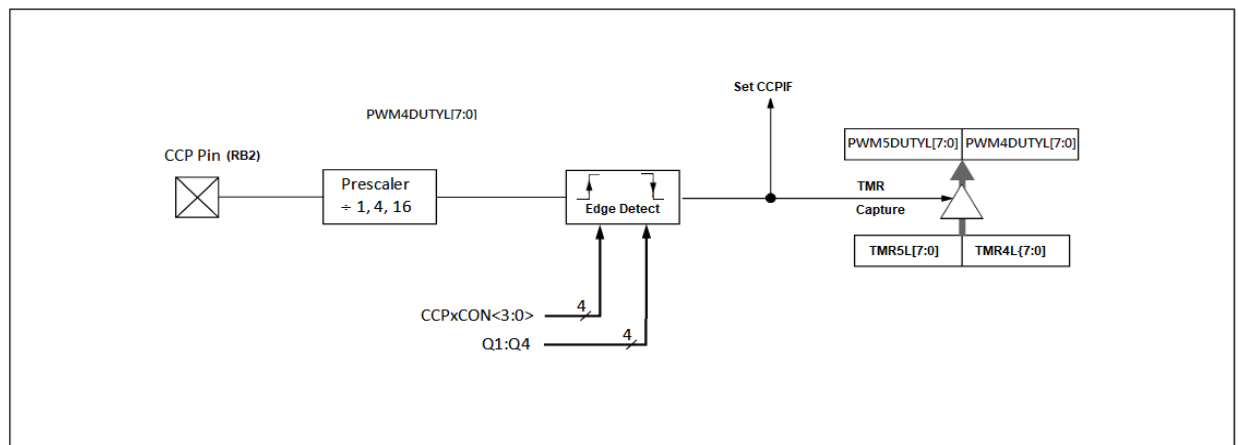 Set CCPIF
PWM4DUTYL[7:0]
PWM5DUTYL[7:0] PWM4DUTYL[7:0]
CCP Pin (RB2)
Prescaler
÷ 1, 4, 16
Edge Detect
TMR
Capture
TMR5L[7:0] TMR4L{7:0]
CCPxCON<3:0> 4
Q1:Q4 4